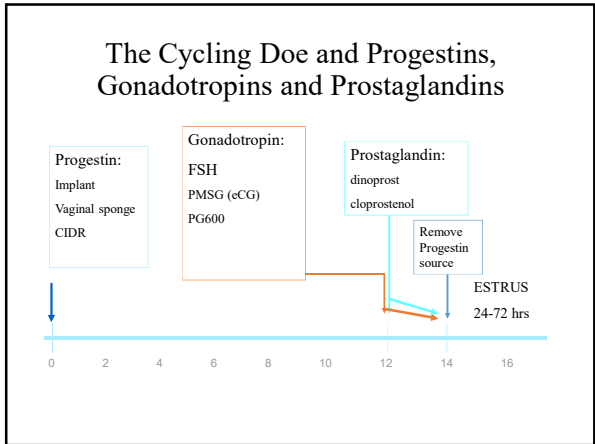 The Cycling Doe and Progestins,
Gonadotropins and Prostaglandins
Progestin:
Implant
Vaginal sponge
CIDR
Gonadotropin:
FSH
PMSG (eCG)
PG600
Prostaglandin:
dinoprost
cloprostenol
Remove
Progestin
source
ESTRUS
24-72 hrs
0 2 4 6 8 10 12 14 16